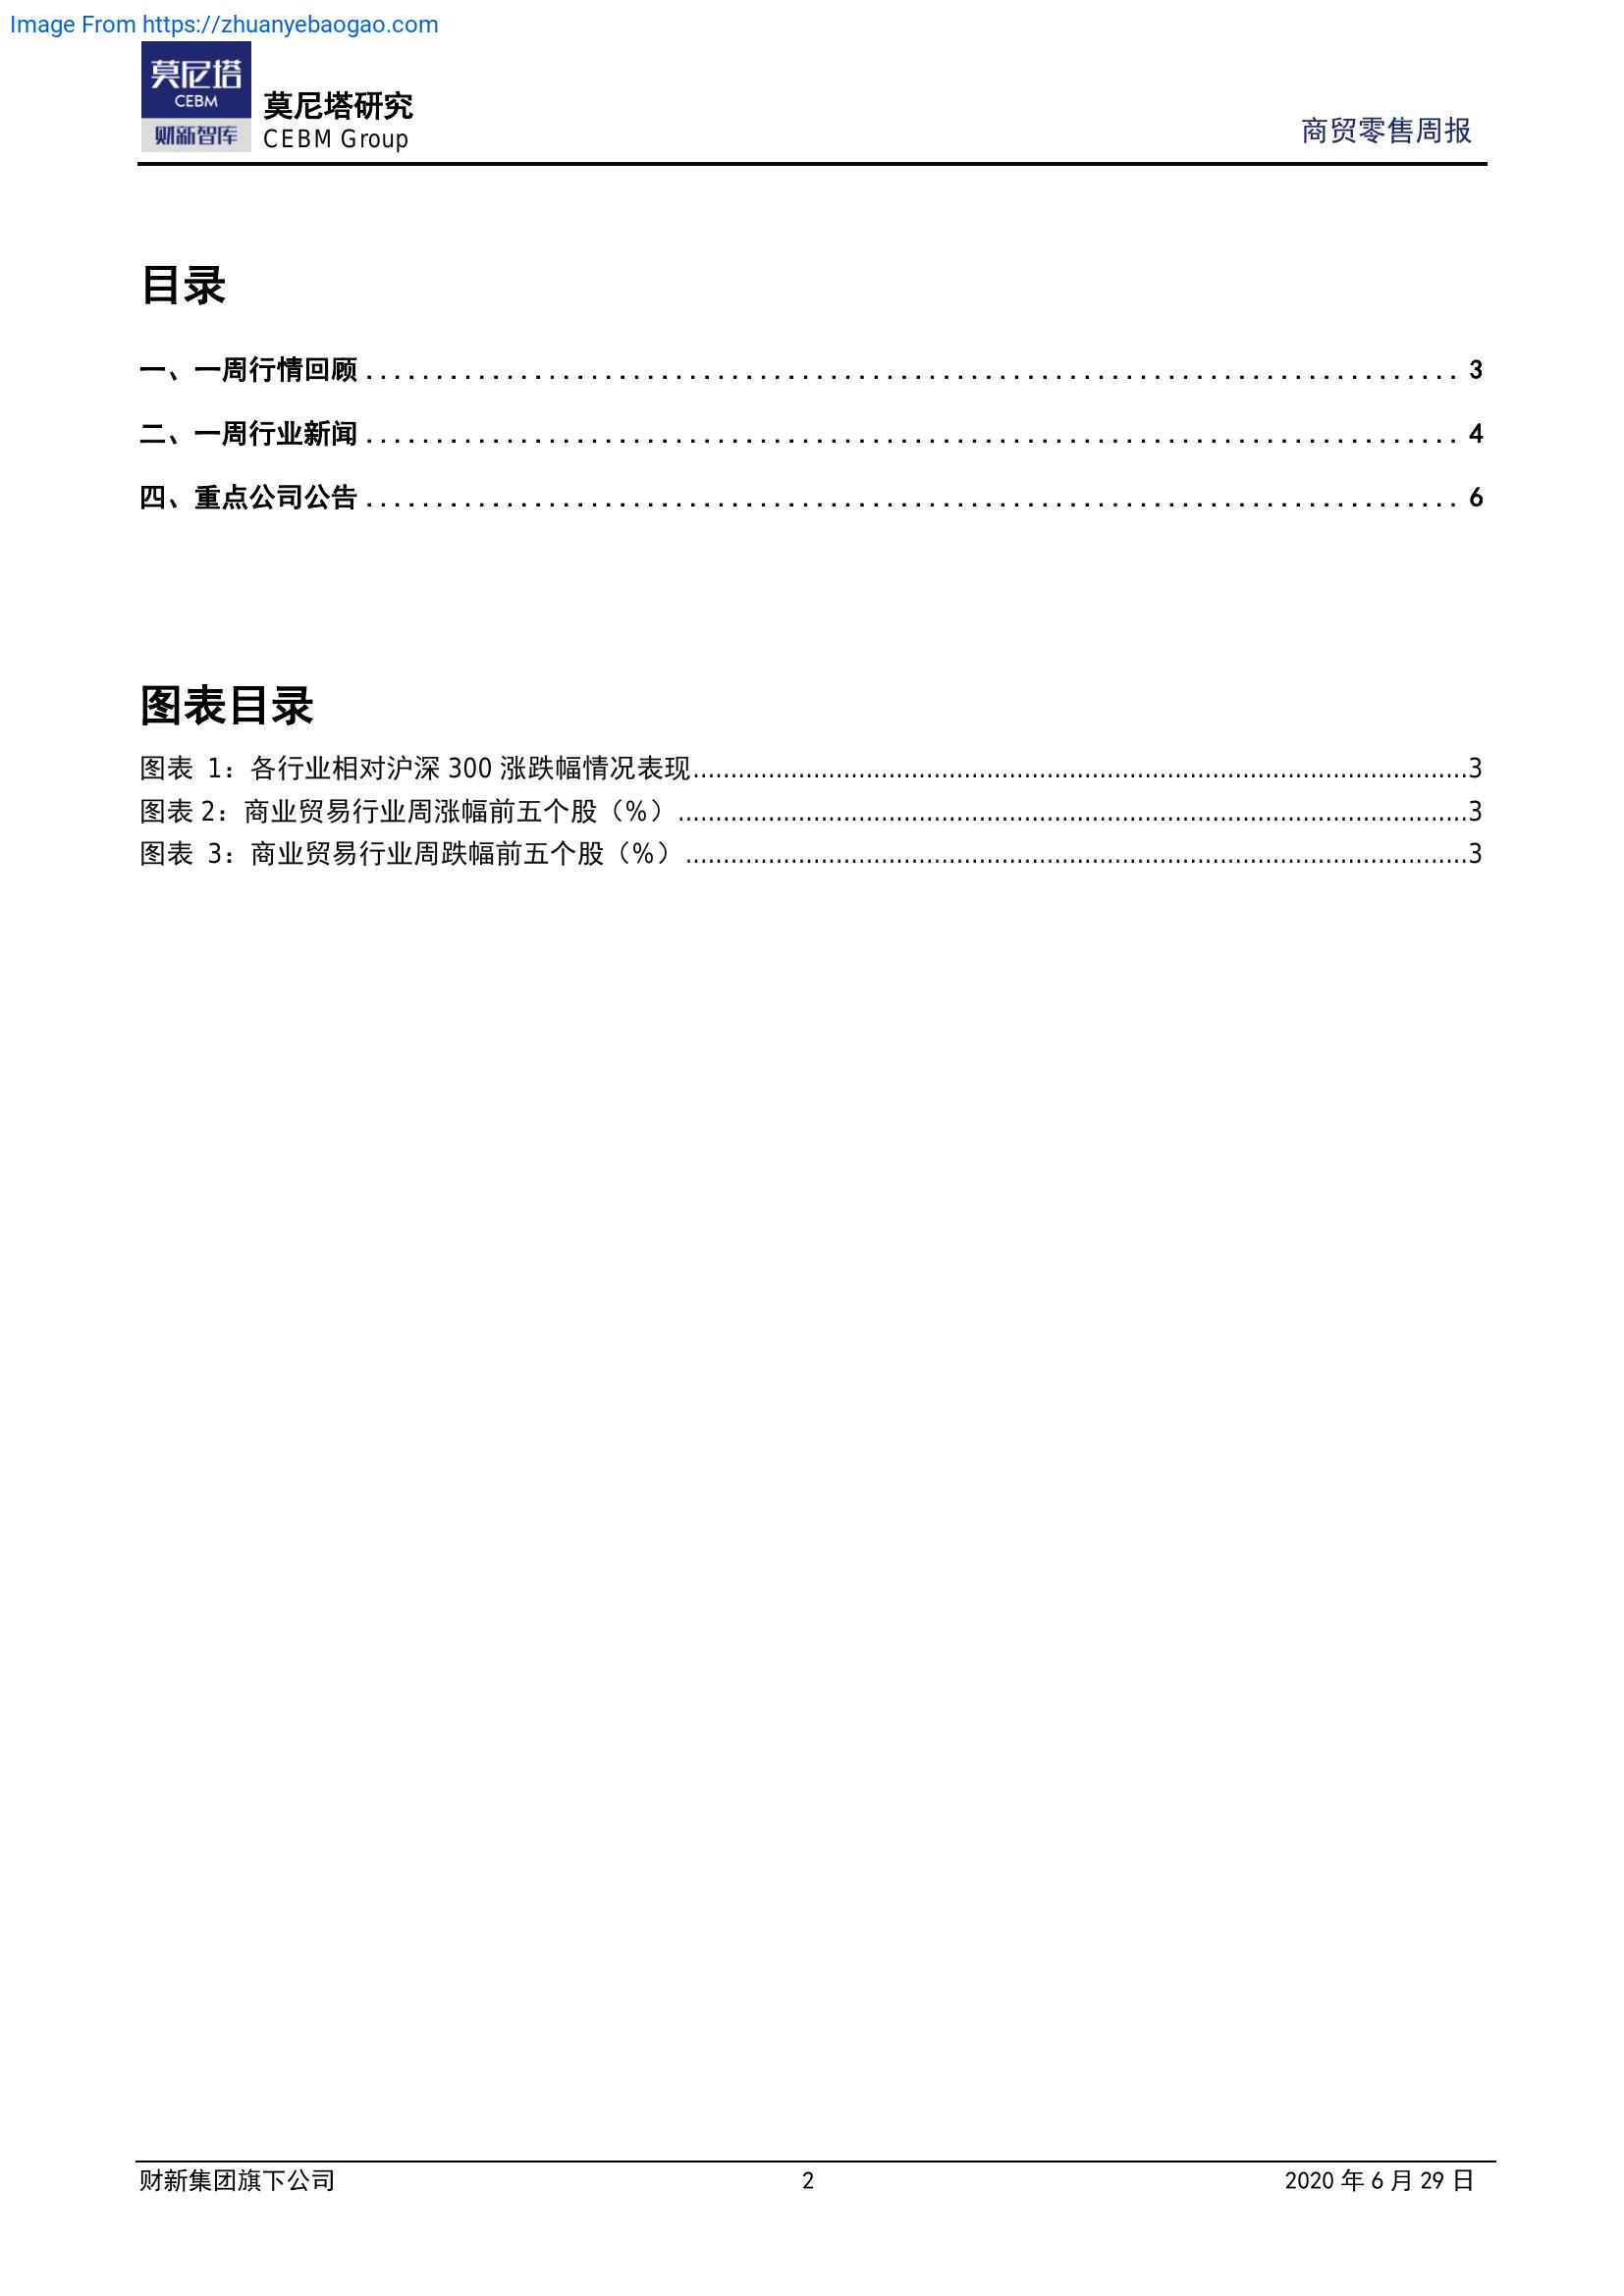 Image From https://zhuanyebaogao.com
莫尼塔
CEBM
财新智库
莫尼塔研究
CEBM Group
商贸零售周报
目录
一、一周行情回顾 3
二、一周行业新闻 4
四、重点公司公告 6
图表目录
图表 1：各行业相对沪深 300 涨跌幅情况表现 3
图表 2：商业贸易行业周涨幅前五个股（%） 3
图表 3：商业贸易行业周跌幅前五个股（%） 3
财新集团旗下公司 2 2020 年 6 月 29 日